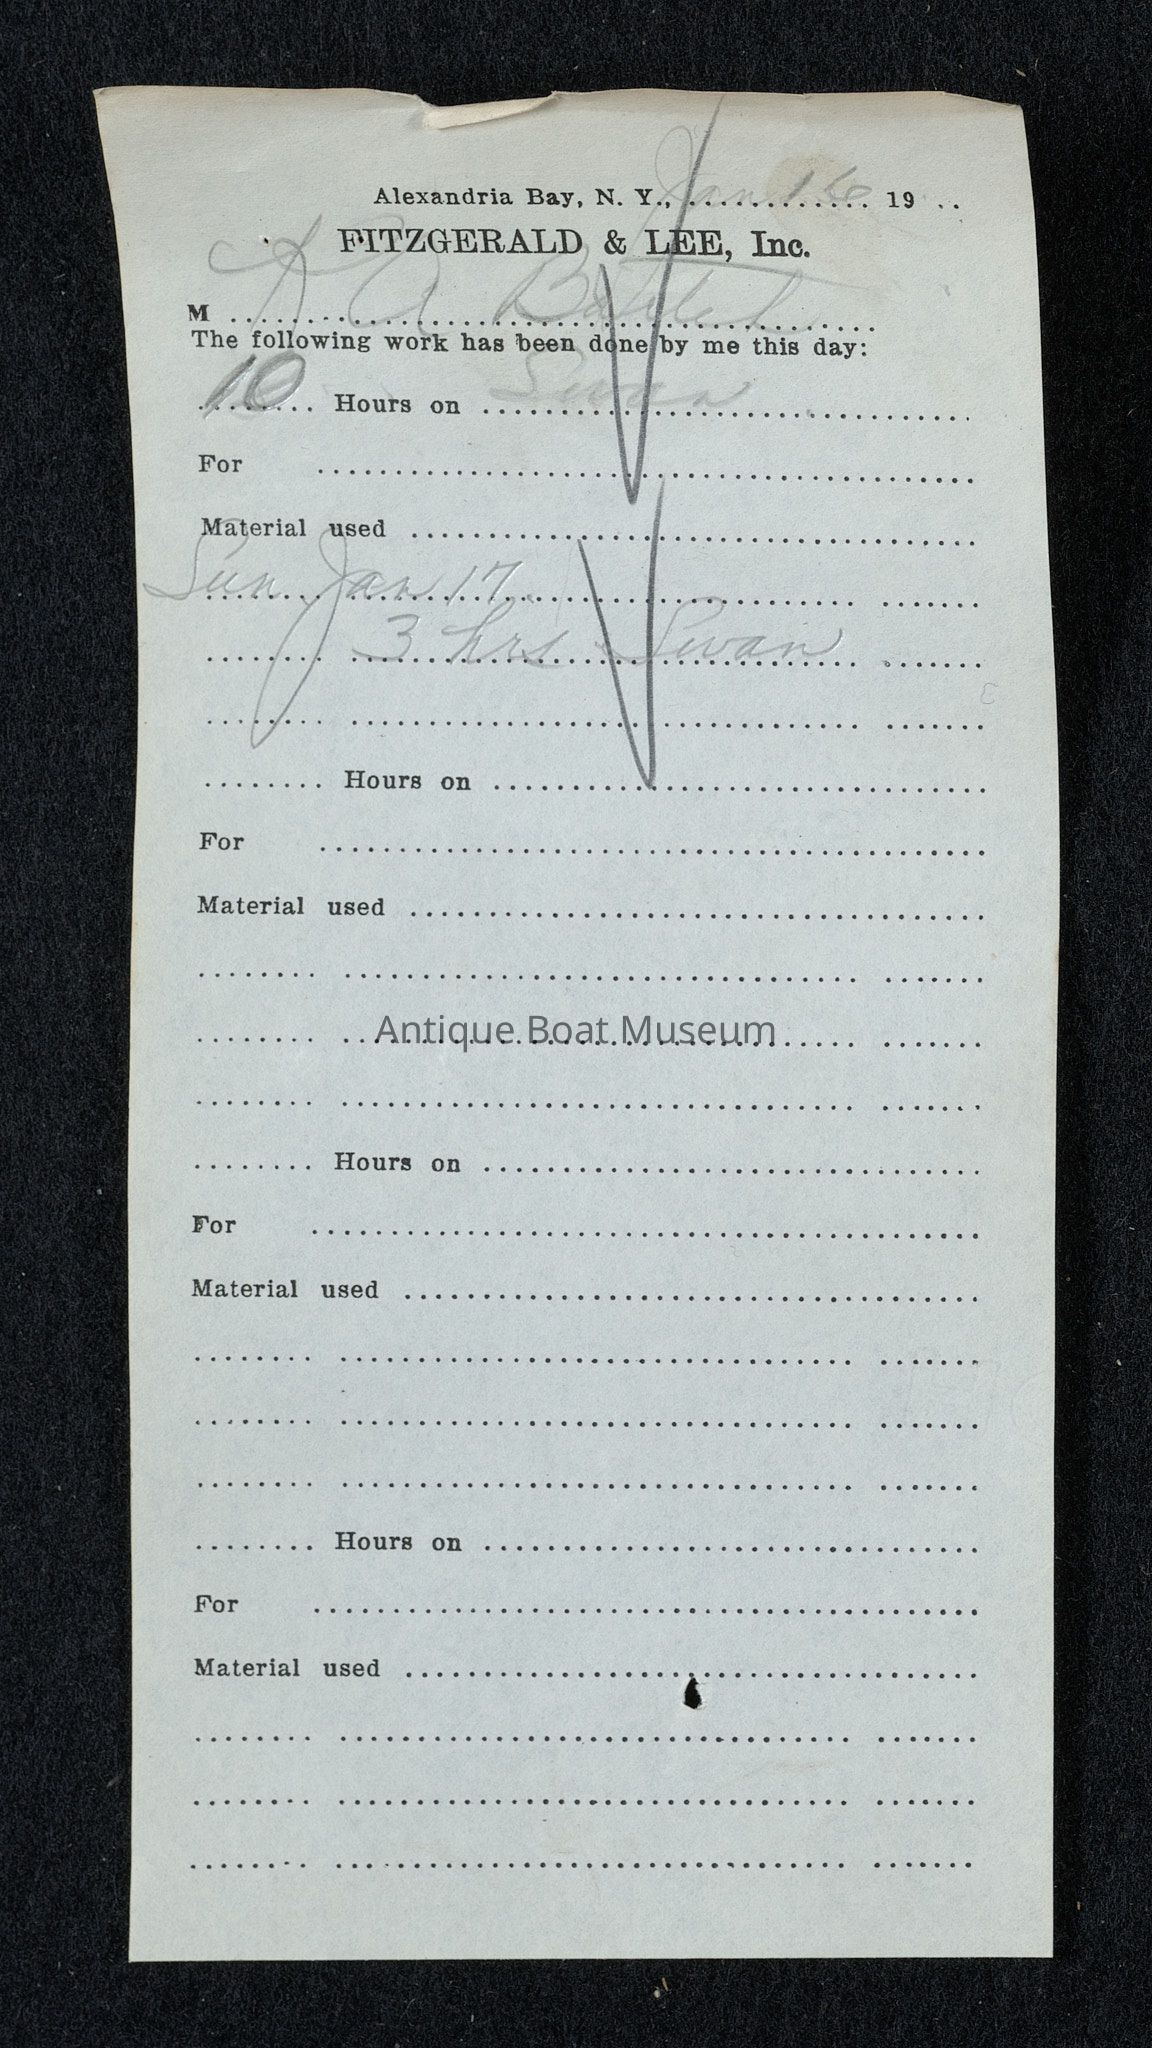 Alexandria Bay, N. Y., Jan 16 19
FITZGERALD & LEE, Inc.
M
The following work has been done by me this day:
10 Hours on Swan
For
Material used
Sun Jan 17
3 hrs Swan
Hours on
For
Material used
Antique Boat Museum
Hours on
For
Material used
Hours on
For
Material used